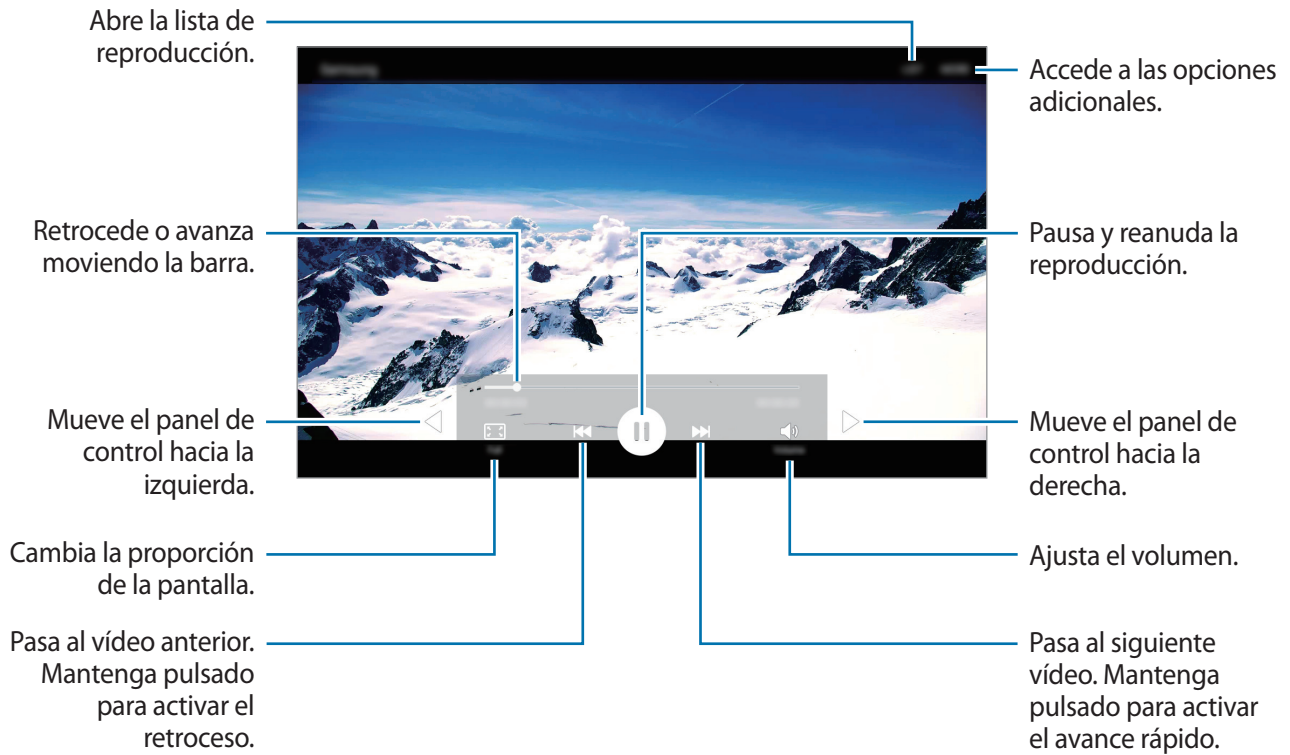 Abre la lista de
reproducción.
Samsung
Accede a las opciones
adicionales.
Retrocede o avanza
moviendo la barra.
Pausa y reanuda la
reproducción.
Mueve el panel de
control hacia la
izquierda.
Mueve el panel de
control hacia la
derecha.
Cambia la proporción
de la pantalla.
Ajusta el volumen.
Pasa al vídeo anterior.
Mantenga pulsado
para activar el
retroceso.
Pasa al siguiente
vídeo. Mantenga
pulsado para activar
el avance rápido.